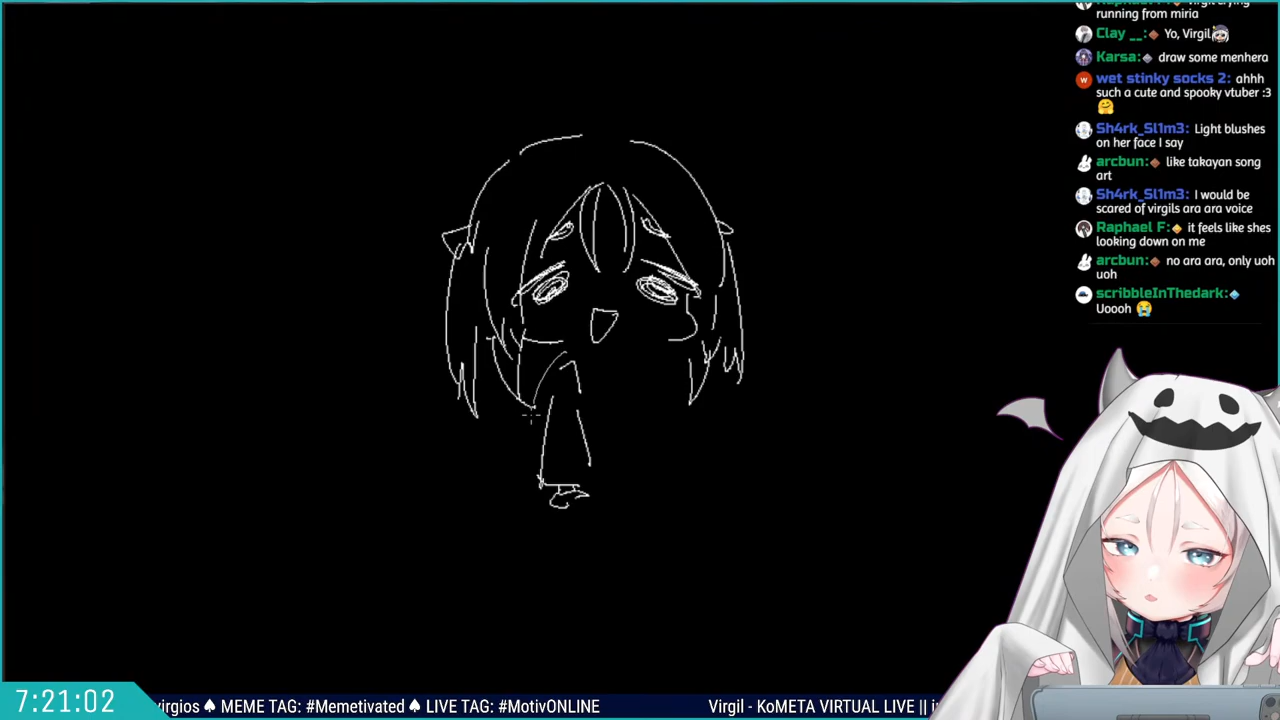 running from miria
Clay __: Yo, Virgil
Karsa: draw some menhera
wet stinky socks 2: ahhh
such a cute and spooky vtuber :3
🤗
Sh4rk_Sl1m3: Light blushes
on her face I say
arcbun: like takayan song
art
Sh4rk_Sl1m3: I would be
scared of virgils ara ara voice
Raphael F: it feels like shes
looking down on me
arcbun: no ara ara, only uoh
uoh
scribbleInThedark:
Uoooh 😭
7:21:02
virgios ♠ MEME TAG: #Memetivated ♠ LIVE TAG: #MotivONLINE
Virgil - KoMETA VIRTUAL LIVE ||